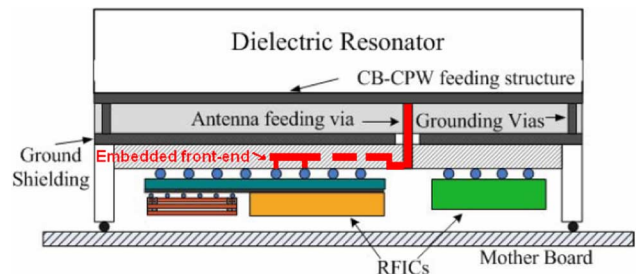 Dielectric Resonator
CB-CPW feeding structure
Antenna feeding via
Grounding Vias
Ground
Shielding
Embedded front-end
RFICs
Mother Board